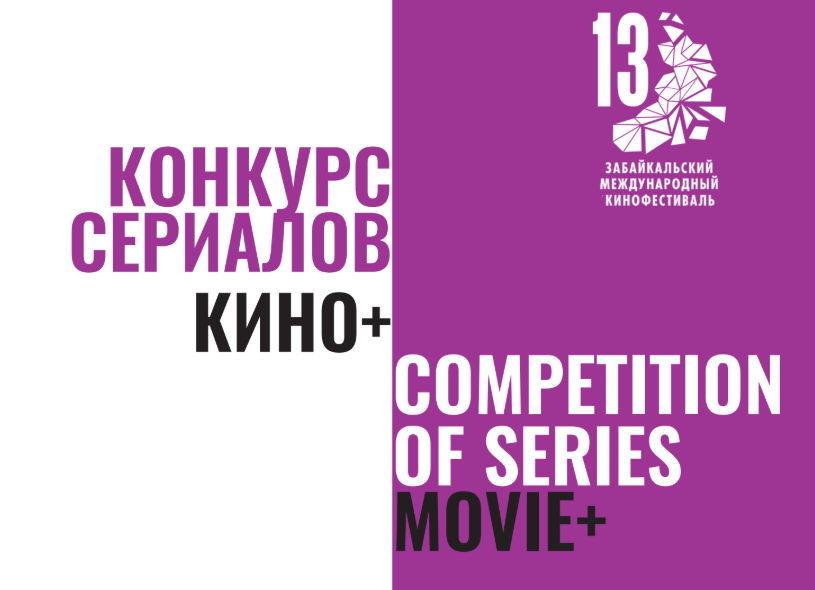 13
ЗАБАЙКАЛЬСКИЙ
МЕЖДУНАРОДНЫЙ
КИНОФЕСТИВАЛЬ
КОНКУРС
СЕРИАЛОВ
КИНО+
COMPETITION
OF SERIES
MOVIE+